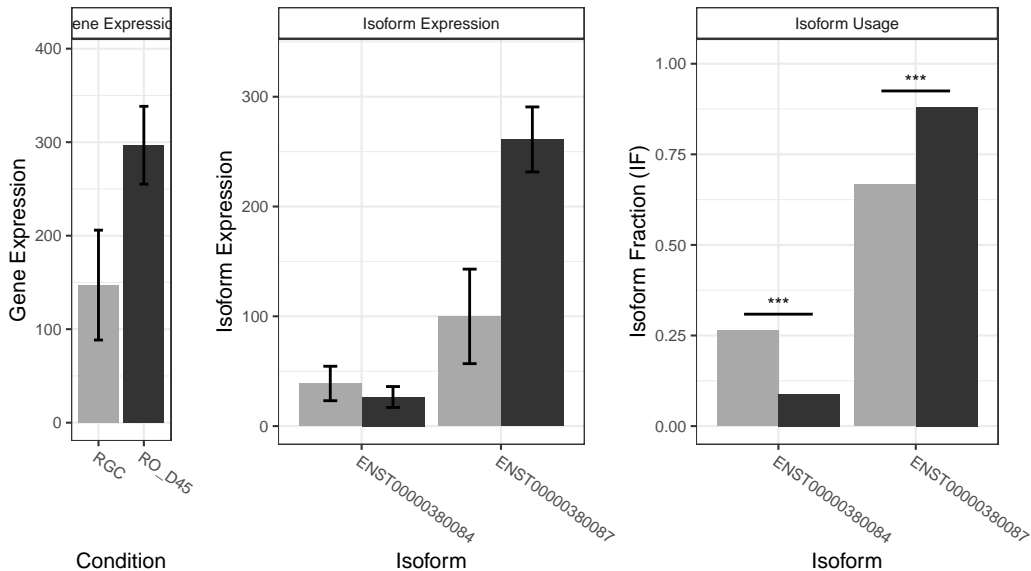 ene Expressio
Gene Expression
400
300
200
100
0
RGC
RO_D45
Condition
Isoform Expression
Isoform Expression
300
200
100
0
ENST00000380084
ENST00000380087
Isoform
Isoform Usage
Isoform Fraction (IF)
1.00
0.75
0.50
0.25
0.00
***
***
ENST00000380084
ENST00000380087
Isoform